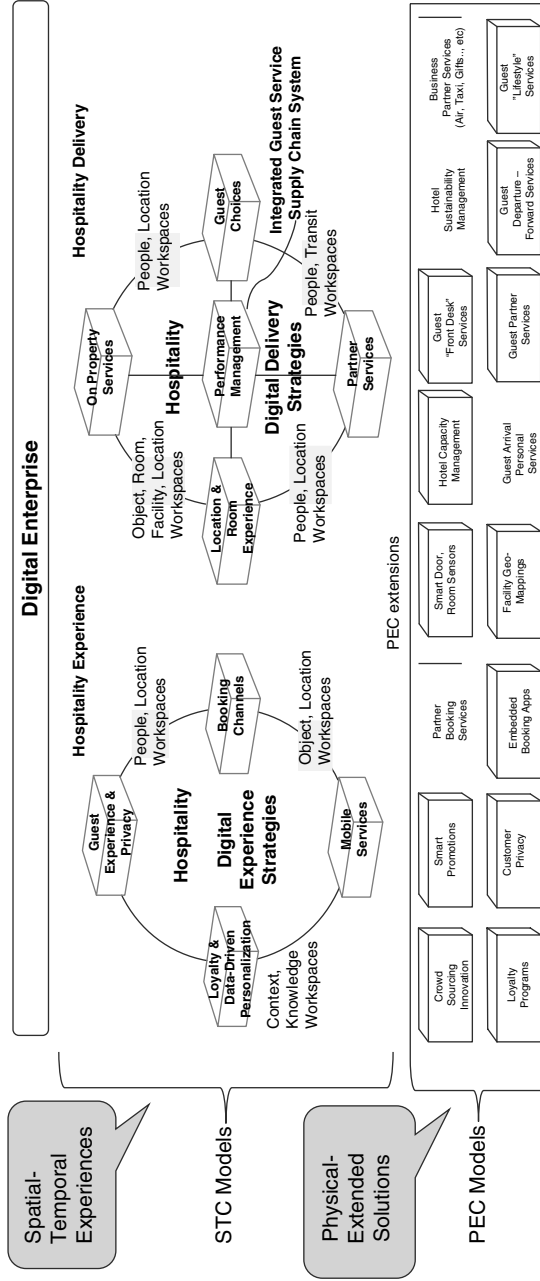 Digital Enterprise
Spatial-
Temporal
Experiences
STC Models
Hospitality Experience
Guest
Experience &
Privacy
People, Location
Workspaces
Hospitality
Digital
Experience
Strategies
Loyalty &
Data-Driven
Personalization
Booking
Channels
Context,
Knowledge
Workspaces
Mobile
Services
Object, Location
Workspaces
Hospitality Delivery
On Property
Services
People, Location
Workspaces
Object, Room,
Facility, Location
Workspaces
Hospitality
Location &
Room
Experience
Performance
Management
Guest
Choices
Integrated Guest Service
Supply Chain System
Digital Delivery
Strategies
People, Location
Workspaces
People, Transit
Workspaces
Partner
Services
Physical-
Extended
Solutions
PEC Models
PEC extensions
Crowd
Sourcing
Innovation
Smart
Promotions
Partner
Booking
Services
Smart Door,
Room Sensors
Hotel Capacity
Management
Guest
"Front Desk"
Services
Hotel
Sustainability
Management
Business
Partner Services
(Air, Taxi, Gifts.., etc)
Loyalty
Programs
Customer
Privacy
Embedded
Booking Apps
Facility Geo-
Mappings
Guest Arrival
Personal
Services
Guest Partner
Services
Guest
Departure –
Forward Services
Guest
"Lifestyle"
Services